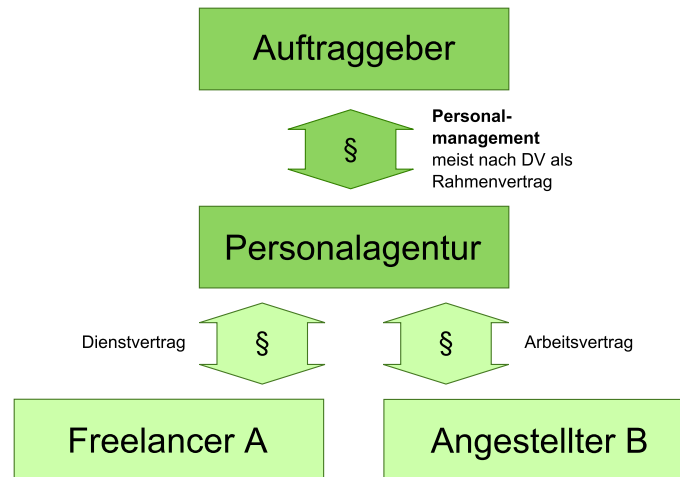 Auftraggeber
§
Personal-
management
meist nach DV als
Rahmenvertrag
Personalagentur
Dienstvertrag
§
§
Arbeitsvertrag
Freelancer A
Angestellter B